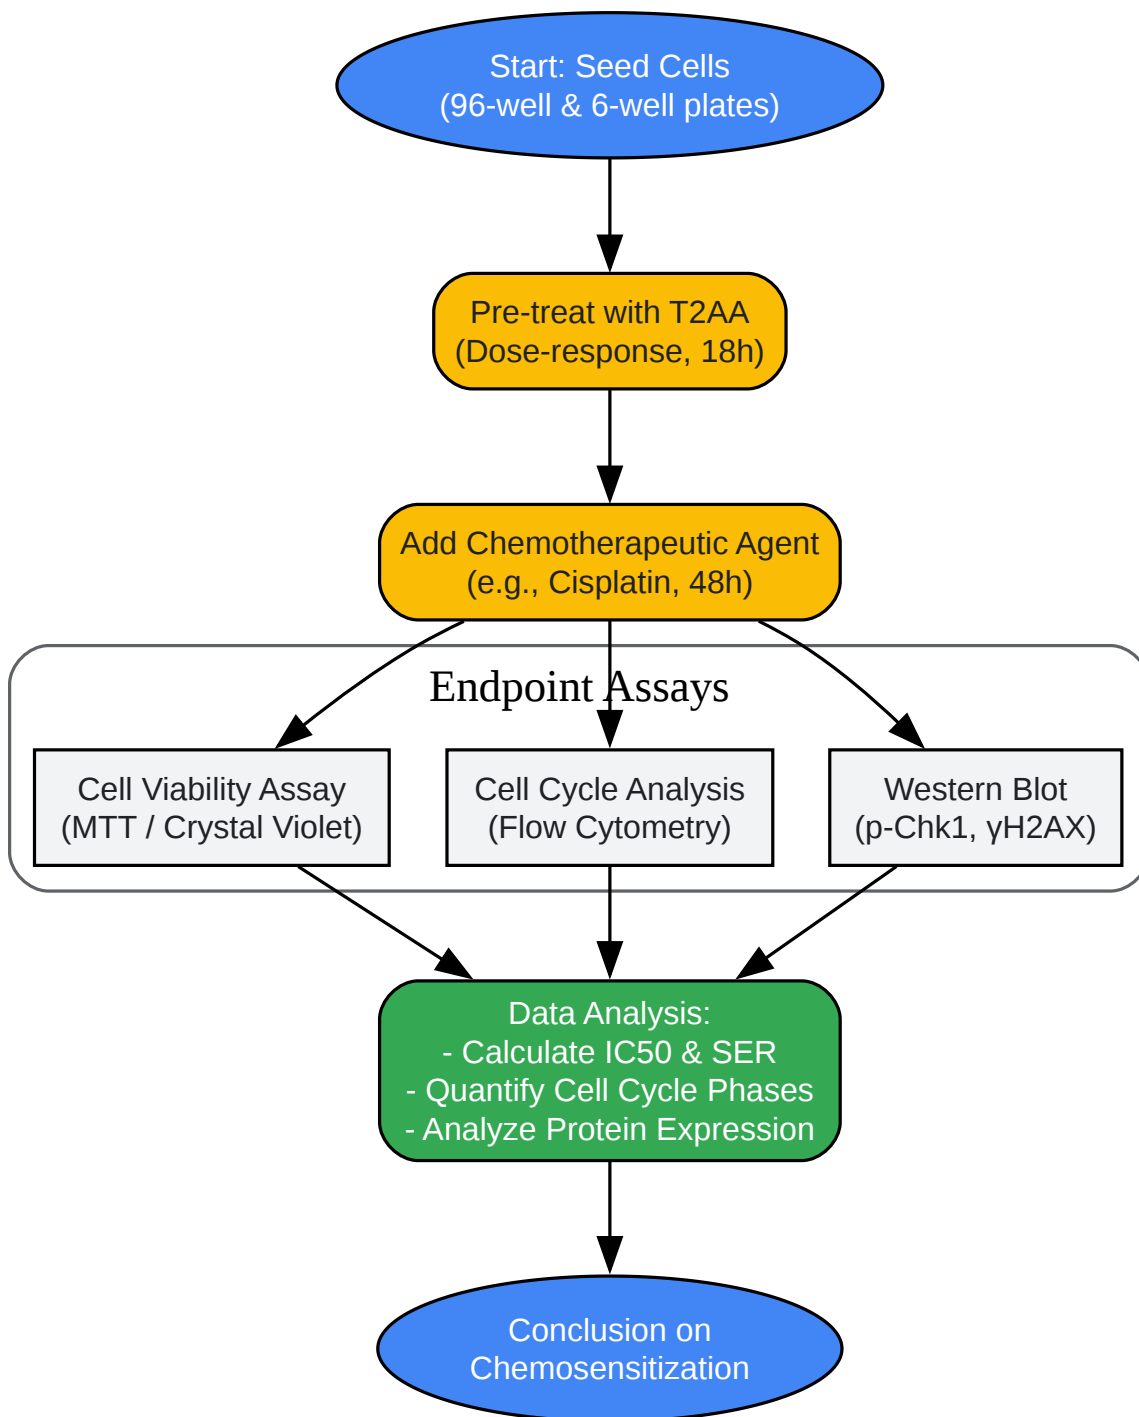 Start: Seed Cells
(96-well & 6-well plates)
Pre-treat with T2AA
(Dose-response, 18h)
Add Chemotherapeutic Agent
(e.g., Cisplatin, 48h)
Endpoint Assays
Cell Viability Assay
(MTT / Crystal Violet)
Cell Cycle Analysis
(Flow Cytometry)
Western Blot
(p-Chk1, γH2AX)
Data Analysis:
- Calculate IC50 & SER
- Quantify Cell Cycle Phases
- Analyze Protein Expression
Conclusion on
Chemosensitization